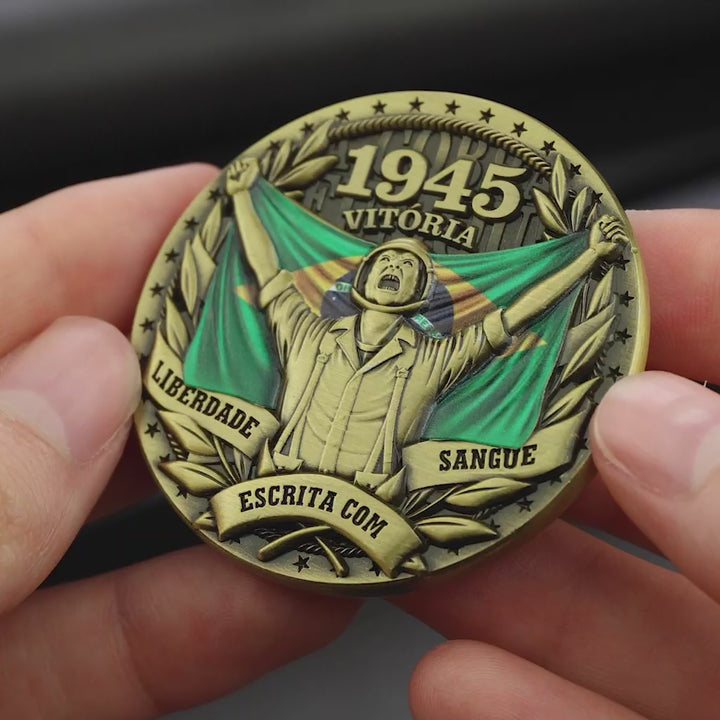 1945
VITÓRIA
LIBERDADE
ESCRITA COM
SANGUE